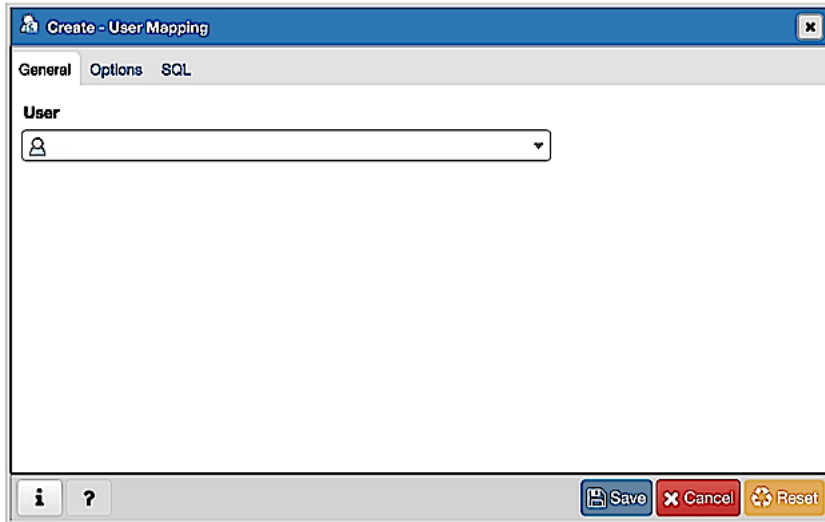 Create - User Mapping
General Options SQL
User
i ? Save Cancel Reset